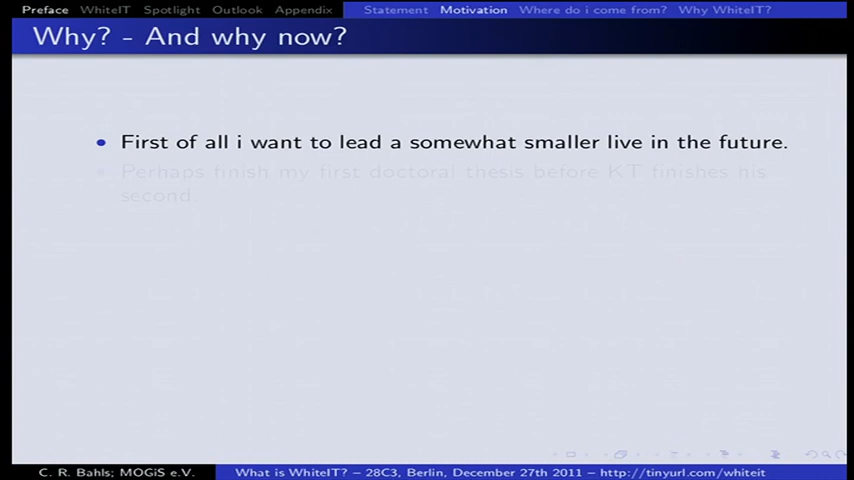 Preface WhiteIT Spotlight Outlook Appendix Statement Motivation Where do i come from? Why WhiteIT?
Why? - And why now?
• First of all i want to lead a somewhat smaller live in the future.
• Perhaps finish my first doctoral thesis before KT finishes his
second
C. R. Bahls; MOGiS e.V. What is WhiteIT? – 28C3, Berlin, December 27th 2011 – http://tinyurl.com/whiteit